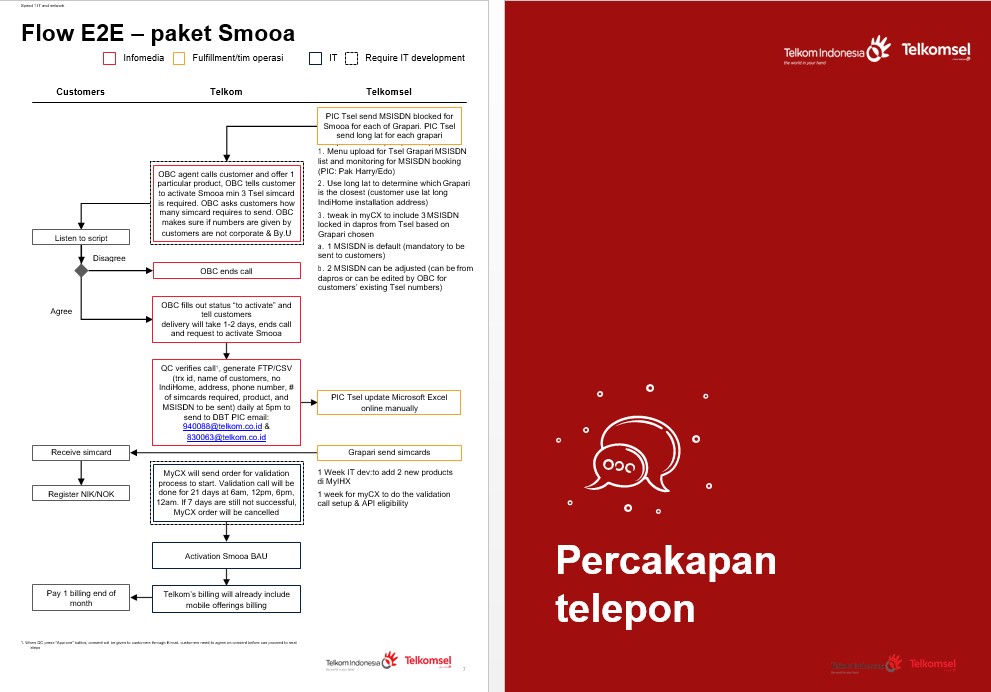 Speed 1 IT and network
Flow E2E – paket Smooa
Infomedia
Fulfillment/tim operasi
IT
Require IT development
Customers
Telkom
Telkomsel
PIC Tsel send MSISDN blocked for
Smooa for each of Grapari. PIC Tsel
send long lat for each grapari
1. Menu upload for Tsel Grapari MSISDN
list and monitoring for MSISDN booking
(PIC: Pak Harry/Edo)
2. Use long lat to determine which Grapari
is the closest (customer use lat long
IndiHome installation address)
3. tweak in myCX to include 3 MSISDN
locked in dapros from Tsel based on
Grapari chosen
a. 1 MSISDN is default (mandatory to be
sent to customers)
b. 2 MSISDN can be adjusted (can be from
dapros or can be edited by OBC for
customers' existing Tsel numbers)
OBC agent calls customer and offer 1
particular product, OBC tells customer
to activate Smooa min 3 Tsel simcard
is required. OBC asks customers how
many simcard requires to send. OBC
makes sure if numbers are given by
customers are not corporate & By.U
Listen to script
Disagree
OBC ends call
Agree
OBC fills out status “to activate” and
tell customers
delivery will take 1-2 days, ends call
and request to activate Smooa
QC verifies call¹, generate FTP/CSV
(trx id, name of customers, no
IndiHome, address, phone number, #
of simcards required, product, and
MSISDN to be sent) daily at 5pm to
send to DBT PIC email:
940088@telkom.co.id &
830063@telkom.co.id
PIC Tsel update Microsoft Excel
online manually
Receive simcard
Grapari send simcards
MyCX will send order for validation
process to start. Validation call will be
done for 21 days at 6am, 12pm, 6pm,
12am. If 7 days are still not successful,
MyCX order will be cancelled
1 Week IT dev:to add 2 new products
di MyIHX
1 week for myCX to do the validation
call setup & API eligibility
Register NIK/NOK
Activation Smooa BAU
Pay 1 billing end of
month
Telkom's billing will already include
mobile offerings billing
1. When QC press “Approve” button, consent will be given to customers through E-mail, customer need to agree on consent before can proceed to next
steps
Telkom Indonesia
the world in your hand
Telkomsel
3
Telkom Indonesia
the world in your hand
Telkomsel
Percakapan
telepon
Telkom Indonesia
Telkomsel